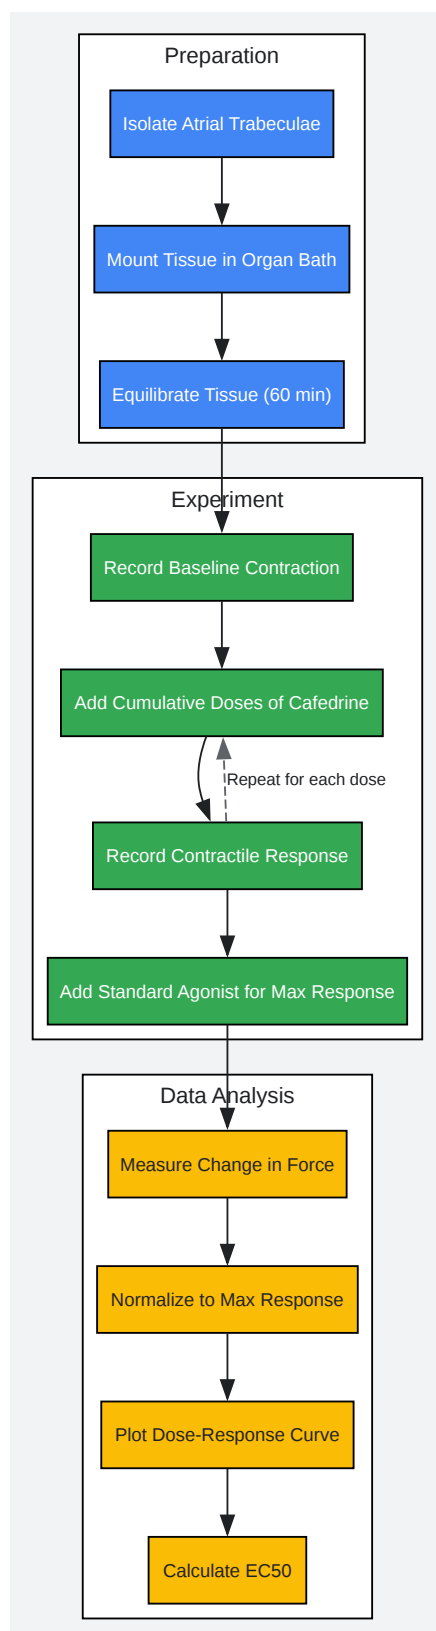 Preparation
Isolate Atrial Trabeculae
Mount Tissue in Organ Bath
Equilibrate Tissue (60 min)
Experiment
Record Baseline Contraction
Add Cumulative Doses of Cafedrine
Repeat for each dose
Record Contractile Response
Add Standard Agonist for Max Response
Data Analysis
Measure Change in Force
Normalize to Max Response
Plot Dose-Response Curve
Calculate EC50